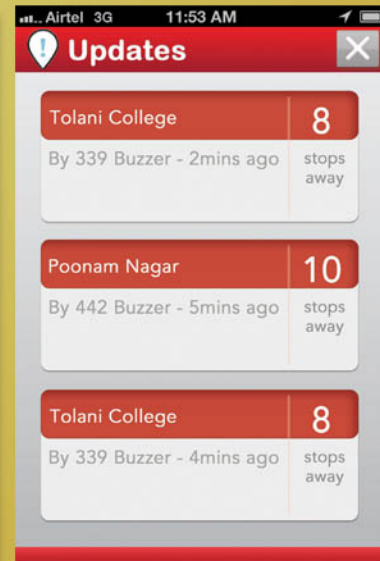 Airtel 3G 11:53 AM
! Updates
Tolani College 8
By 339 Buzzer - 2mins ago stops
away
Poonam Nagar 10
By 442 Buzzer - 5mins ago stops
away
Tolani College 8
By 339 Buzzer - 4mins ago stops
away